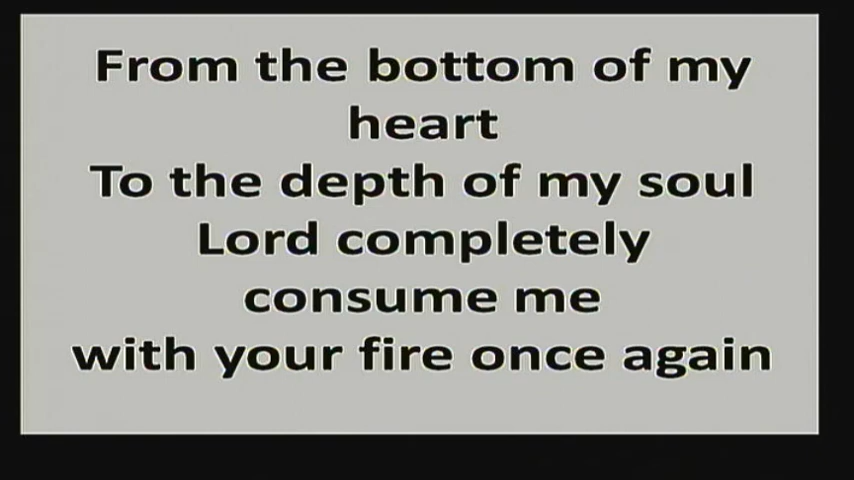 From the bottom of my
heart
To the depth of my soul
Lord completely
consume me
with your fire once again